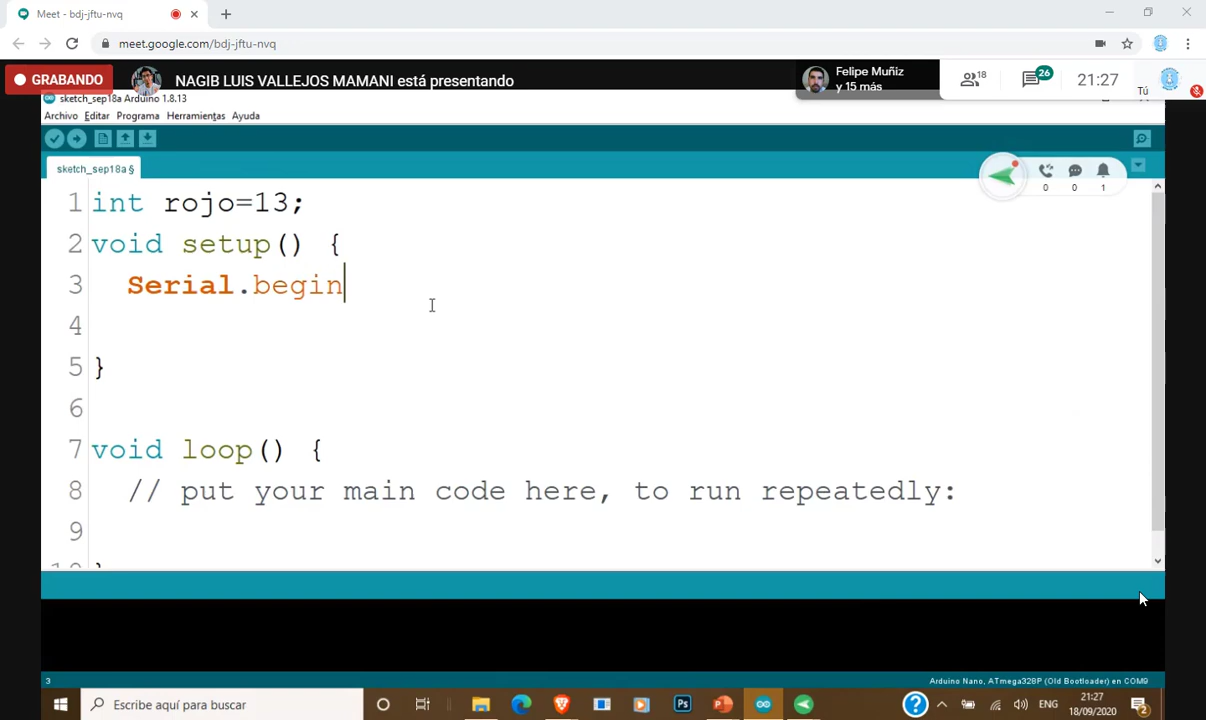 Meet - bdj-jftu-nvq
meet.google.com/bdj-jftu-nvq
GRABANDO
NAGIB LUIS VALLEJOS MAMANI está presentando
Felipe Muñiz
y 15 más
18
26
21:27
Tú
sketch_sep18a Arduino 1.8.13
Archivo Editar Programa Herramientas Ayuda
sketch_sep18a §
0 0 1
1 int rojo=13;
2 void setup() {
3 Serial.begin
4
5 }
6
7 void loop() {
8 // put your main code here, to run repeatedly:
9
3
Arduino Nano, ATmega328P (Old Bootloader) en COM9
Escribe aquí para buscar
Ps
ENG
21:27
18/09/2020
2